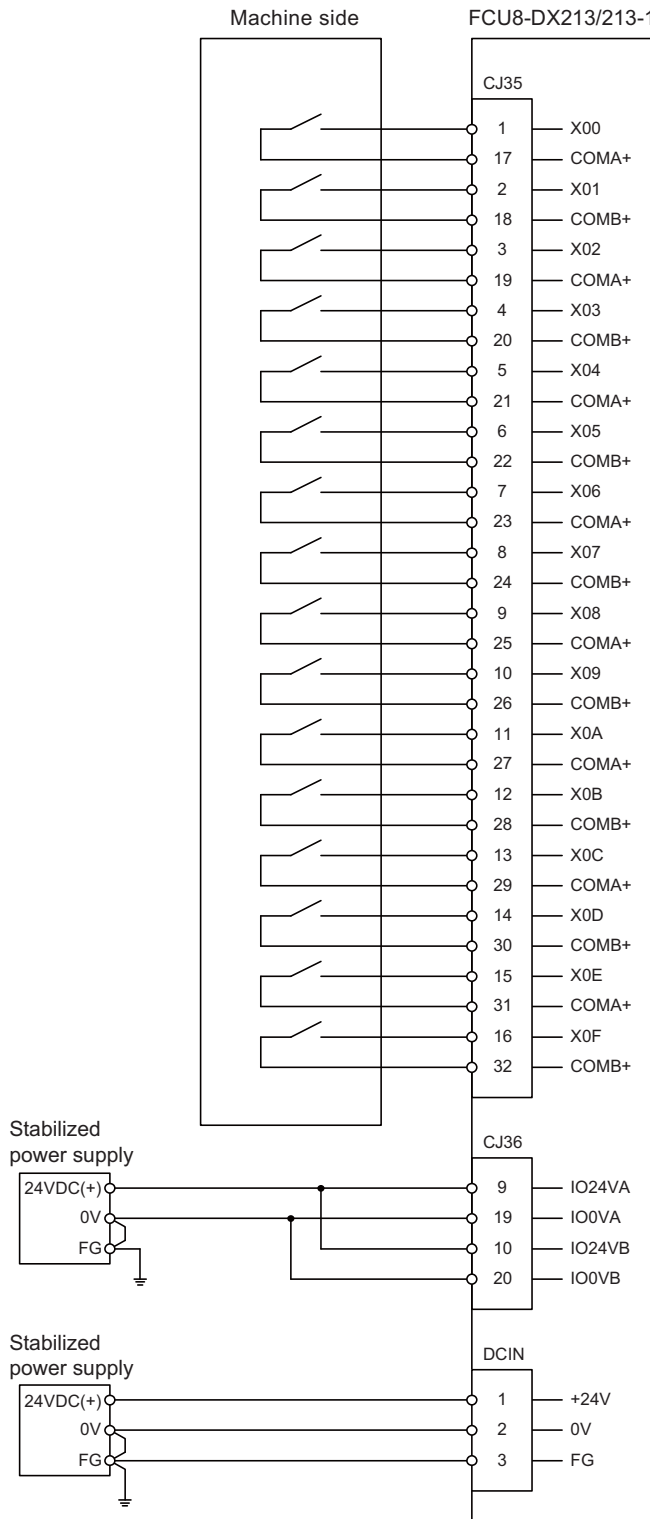 Machine side FCU8-DX213/213-1
CJ35
1 X00
17 COMA+
2 X01
18 COMB+
3 X02
19 COMA+
4 X03
20 COMB+
5 X04
21 COMA+
6 X05
22 COMB+
7 X06
23 COMA+
8 X07
24 COMB+
9 X08
25 COMA+
10 X09
26 COMB+
11 X0A
27 COMA+
12 X0B
28 COMB+
13 X0C
29 COMA+
14 X0D
30 COMB+
15 X0E
31 COMA+
16 X0F
32 COMB+
Stabilized
power supply
CJ36
24VDC(+) 9 IO24VA
0V 19 IO0VA
FG 10 IO24VB
20 IO0VB
Stabilized
power supply
DCIN
24VDC(+) 1 +24V
0V 2 0V
FG 3 FG